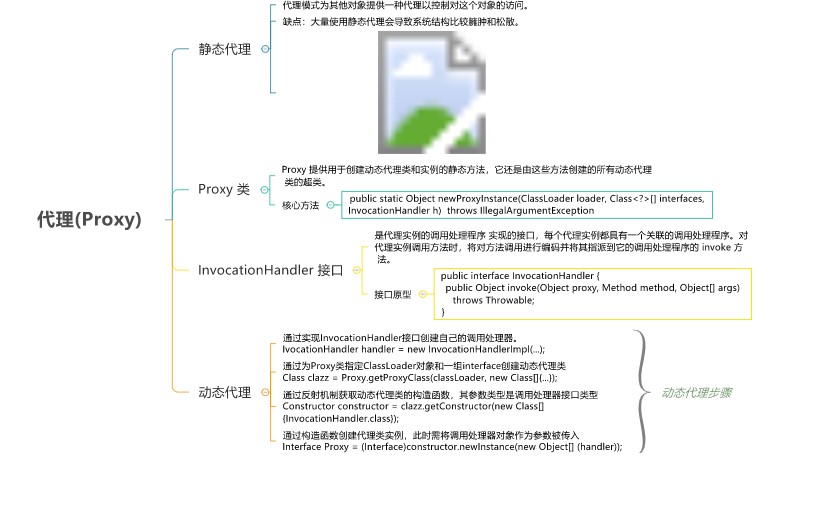 代理模式为其他对象提供一种代理以控制对这个对象的访问。
缺点：大量使用静态代理会导致系统结构比较臃肿和松散。
静态代理
Proxy 提供用于创建动态代理类和实例的静态方法，它还是由这些方法创建的所有动态代理
类的超类。
Proxy 类
核心方法
public static Object newProxyInstance(ClassLoader loader, Class<?>[] interfaces,
InvocationHandler h)  throws IllegalArgumentException
代理(Proxy)
是代理实例的调用处理程序 实现的接口，每个代理实例都具有一个关联的调用处理程序。对
代理实例调用方法时，将对方法调用进行编码并将其指派到它的调用处理程序的 invoke 方
法。
InvocationHandler 接口
接口原型
public interface InvocationHandler {
public Object invoke(Object proxy, Method method, Object[] args)
throws Throwable;
}
通过实现InvocationHandler接口创建自己的调用处理器。
IvocationHandler handler = new InvocationHandlerImpl(...);
通过为Proxy类指定ClassLoader对象和一组interface创建动态代理类
Class clazz = Proxy.getProxyClass(classLoader, new Class[]{...});
动态代理
通过反射机制获取动态代理类的构造函数，其参数类型是调用处理器接口类型
Constructor constructor = clazz.getConstructor(new Class[]
{InvocationHandler.class});
通过构造函数创建代理类实例，此时需将调用处理器对象作为参数被传入
Interface Proxy = (Interface)constructor.newInstance(new Object[] (handler));
动态代理步骤